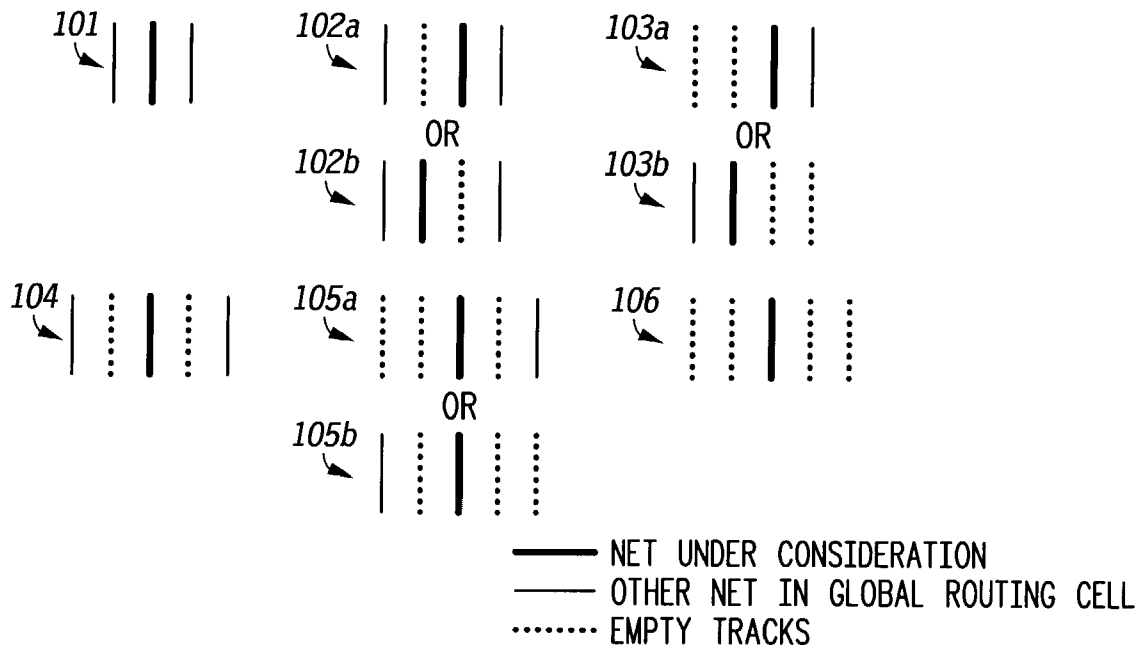 101
102a
103a
OR
OR
102b
103b
104
105a
106
OR
105b
NET UNDER CONSIDERATION
OTHER NET IN GLOBAL ROUTING CELL
EMPTY TRACKS